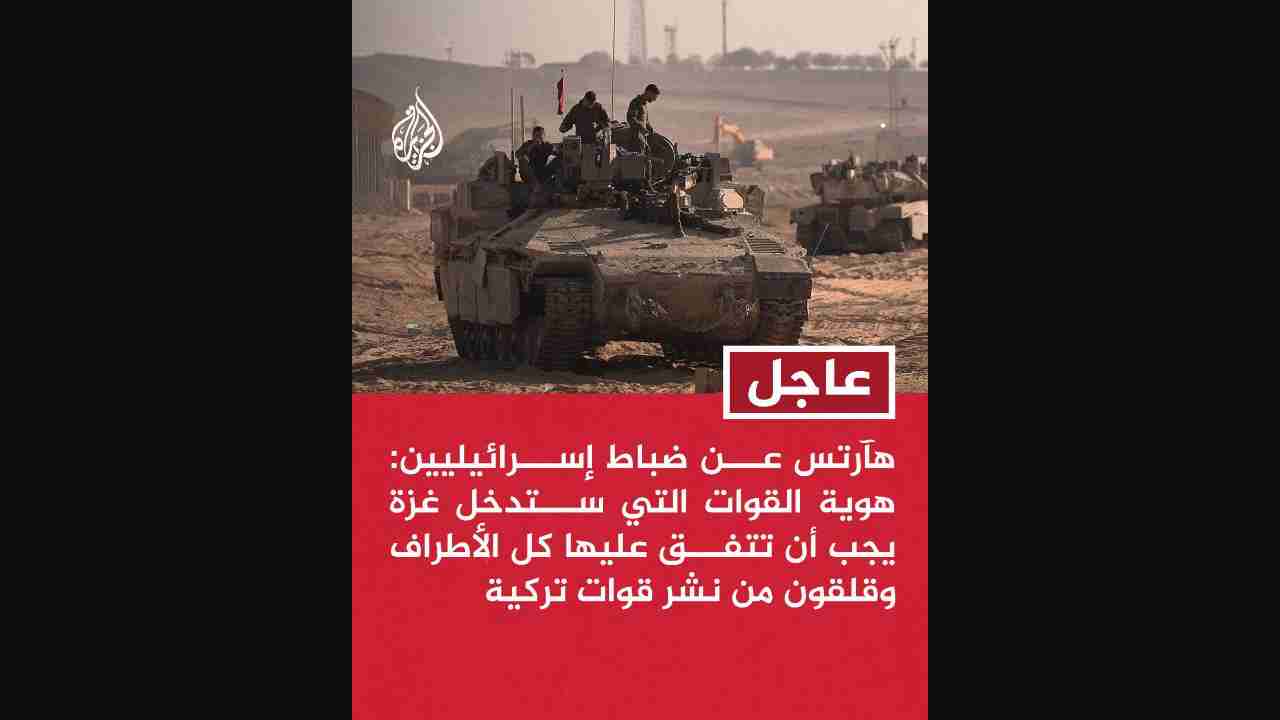 الجزيرة
عاجل
هآرتس عن ضباط إسرائيليين:
هوية القوات التي ستدخل غزة
يجب أن تتفق عليها كل الأطراف
وقلقون من نشر قوات تركية